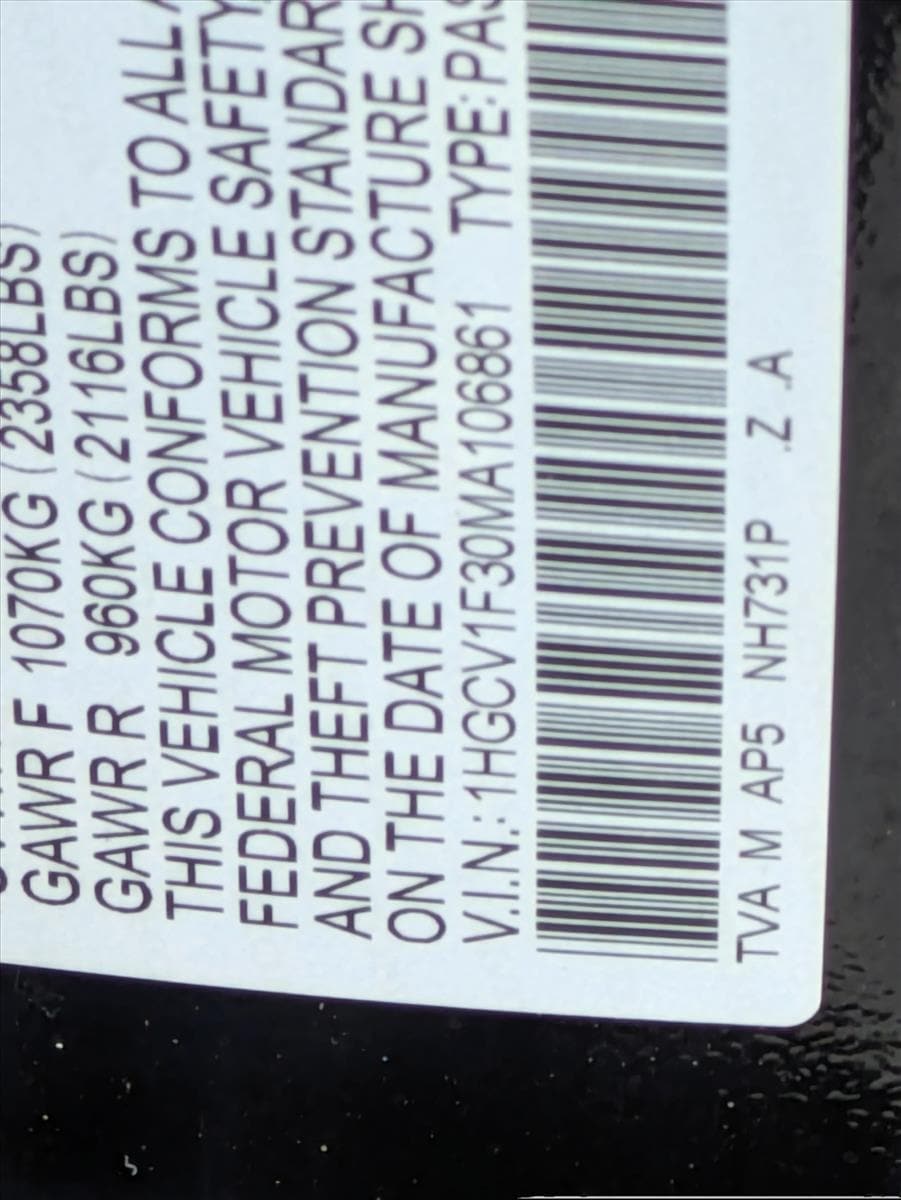 GAWR F 1070KG (2358LBS)
GAWR R 960KG (2116LBS)
THIS VEHICLE CONFORMS TO ALL
FEDERAL MOTOR VEHICLE SAFETY
AND THEFT PREVENTION STANDAR
ON THE DATE OF MANUFACTURE SH
V.I.N.: 1HGCV1F30MA106861 TYPE: PAS
TVA M AP5 NH731P .Z .A